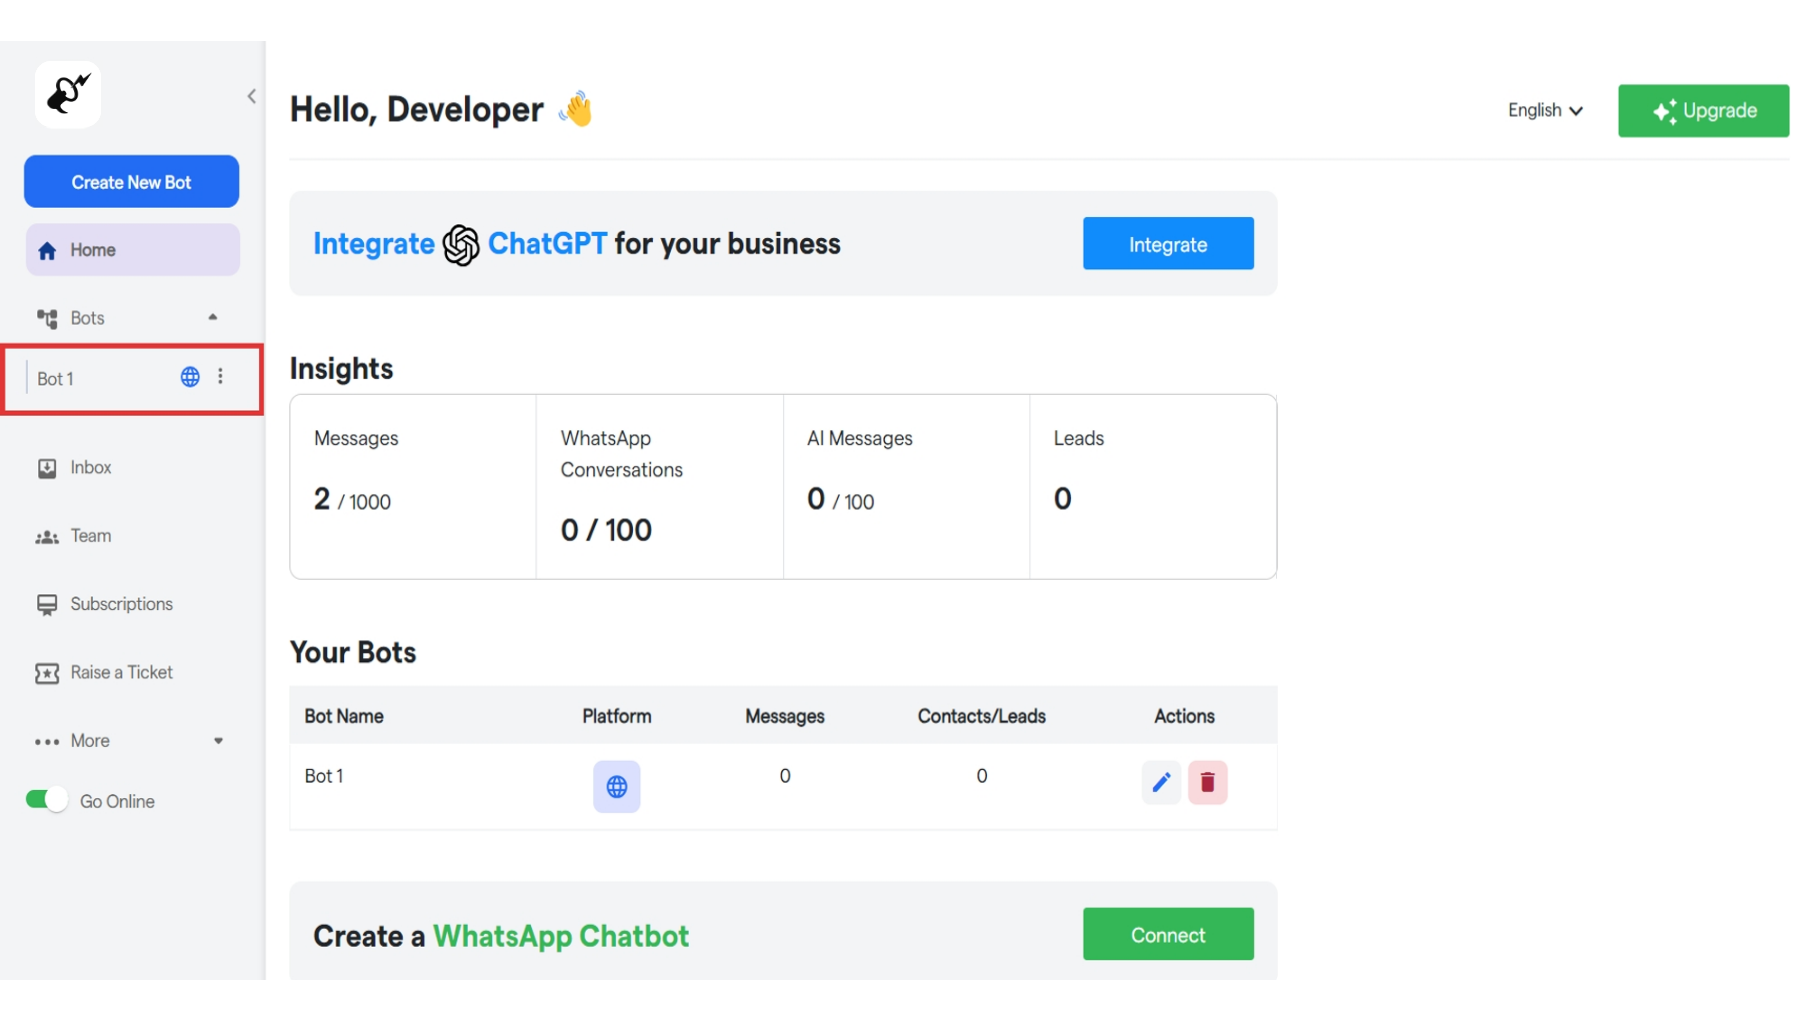 Create New Bot
Home
Bots
Bot 1
Inbox
Team
Subscriptions
Raise a Ticket
More
Go Online
Hello, Developer 👋
English
Upgrade
Integrate ChatGPT for your business
Integrate
Insights
Messages
2 / 1000
WhatsApp
Conversations
0 / 100
AI Messages
0 / 100
Leads
0
Your Bots
Bot Name Platform Messages Contacts/Leads Actions
Bot 1 0 0
Create a WhatsApp Chatbot
Connect